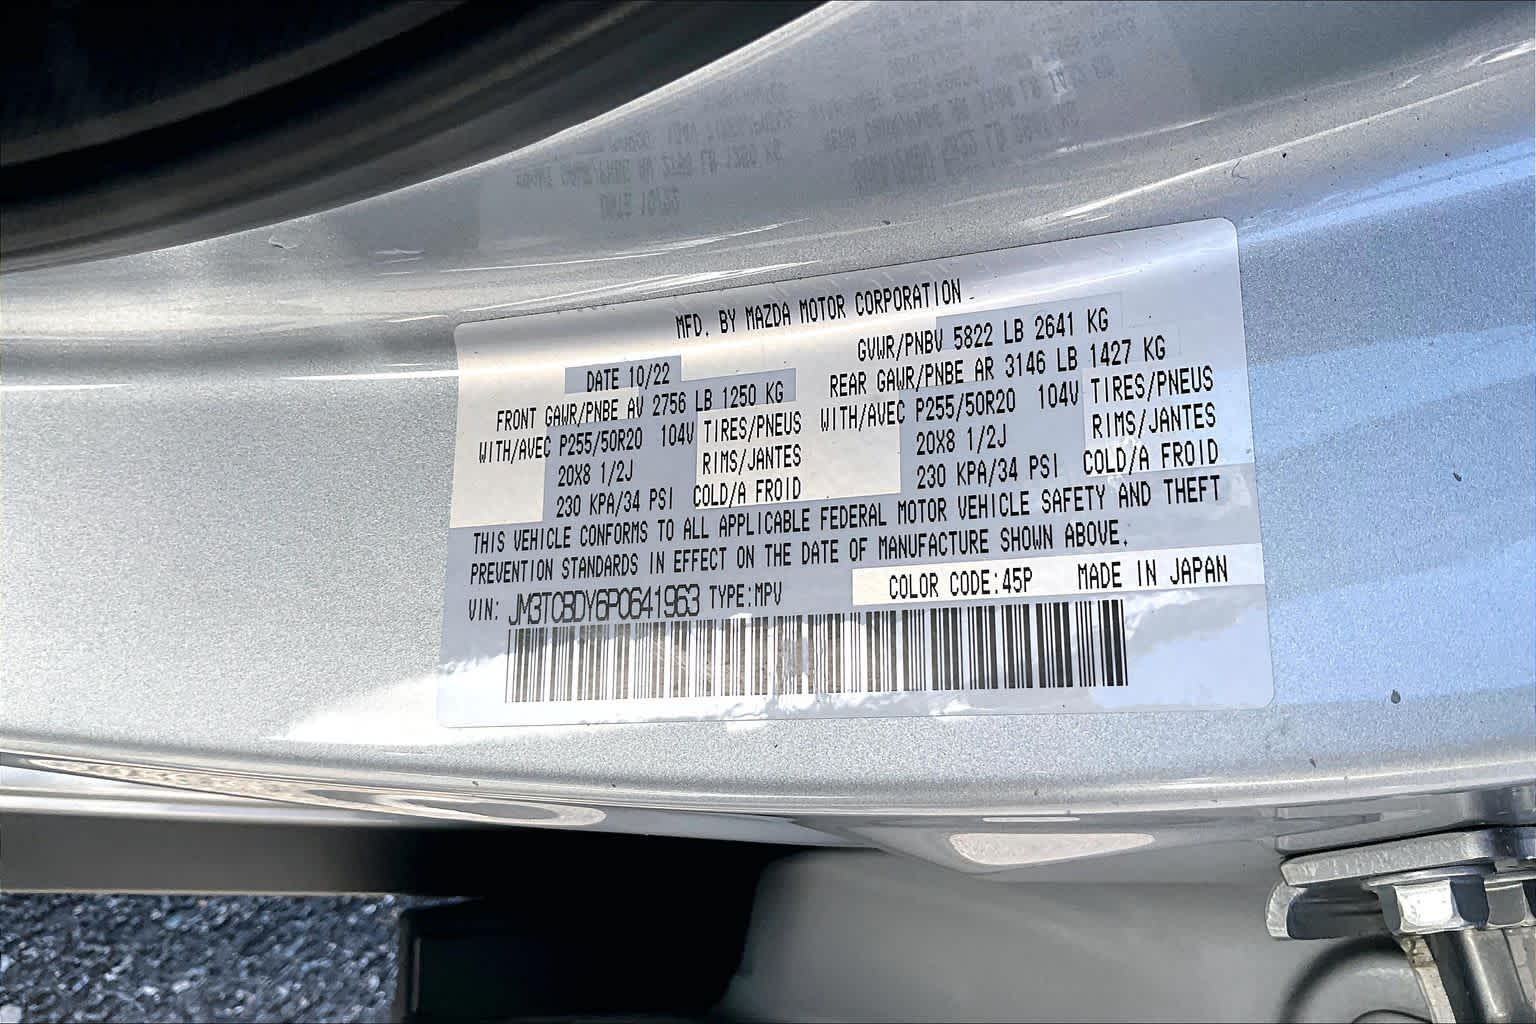 MFD. BY MAZDA MOTOR CORPORATION
DATE 10/22 GVWR/PNBV 5822 LB 2641 KG
FRONT GAWR/PNBE AV 2756 LB 1250 KG REAR GAWR/PNBE AR 3146 LB 1427 KG
WITH/AVEC P255/50R20 104V TIRES/PNEUS WITH/AVEC P255/50R20 104V TIRES/PNEUS
20X8 1/2J RIMS/JANTES 20X8 1/2J RIMS/JANTES
230 KPA/34 PSI COLD/A FROID 230 KPA/34 PSI COLD/A FROID
THIS VEHICLE CONFORMS TO ALL APPLICABLE FEDERAL MOTOR VEHICLE SAFETY AND THEFT
PREVENTION STANDARDS IN EFFECT ON THE DATE OF MANUFACTURE SHOWN ABOVE.
VIN: JM3TCBDY6P0641963 TYPE:MPV COLOR CODE:45P MADE IN JAPAN